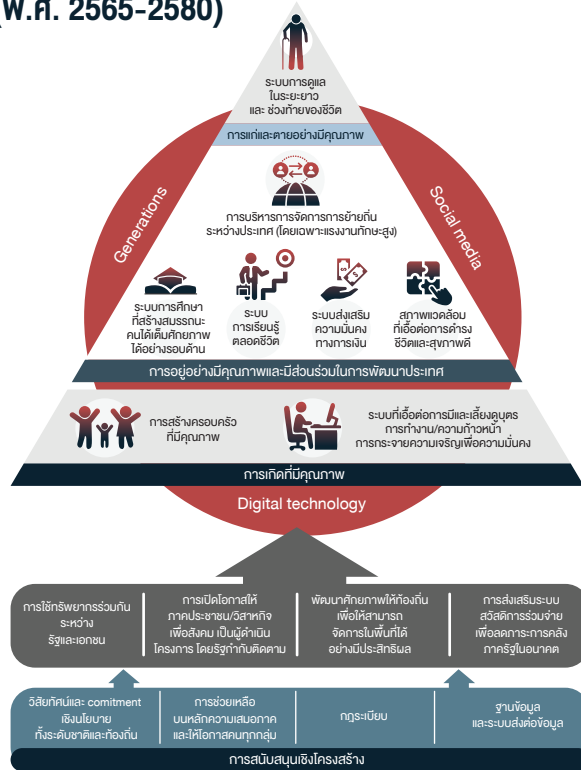 (พ.ศ. 2565-2580)
ระบบการดูแล
ในระยะยาว
และ ช่วงท้ายของชีวิต
การแก่และตายอย่างมีคุณภาพ
Generations
Social media
การบริหารการจัดการการย้ายถิ่น
ระหว่างประเทศ (โดยเฉพาะแรงงานทักษะสูง)
ระบบการศึกษา
ที่สร้างสมรรถนะ
คนได้เต็มศักยภาพ
ได้อย่างรอบด้าน
ระบบ
การเรียนรู้
ตลอดชีวิต
ระบบส่งเสริม
ความมั่นคง
ทางการเงิน
สภาพแวดล้อม
ที่เอื้อต่อการดำรง
ชีวิตและสุขภาพดี
การอยู่อย่างมีคุณภาพและมีส่วนร่วมในการพัฒนาประเทศ
การสร้างครอบครัว
ที่มีคุณภาพ
ระบบที่เอื้อต่อการมีและเลี้ยงดูบุตร
การทำงาน/ความก้าวหน้า
การกระจายความเจริญเพื่อความมั่นคง
การเกิดที่มีคุณภาพ
Digital technology
การใช้ทรัพยากรร่วมกัน
ระหว่าง
รัฐและเอกชน
การเปิดโอกาสให้
ภาคประชาชน/วิสาหกิจ
เพื่อสังคม เป็นผู้ดำเนิน
โครงการ โดยรัฐกำกับติดตาม
พัฒนาศักยภาพให้ท้องถิ่น
เพื่อให้สามารถ
จัดการในพื้นที่ได้
อย่างมีประสิทธิผล
การส่งเสริมระบบ
สวัสดิการร่วมจ่าย
เพื่อลดภาระการคลัง
ภาครัฐในอนาคต
วิสัยทัศน์และ comitment
เชิงนโยบาย
ทั้งระดับชาติและท้องถิ่น
การช่วยเหลือ
บนหลักความเสมอภาค
และให้โอกาสคนทุกกลุ่ม
กฎระเบียบ
ฐานข้อมูล
และระบบส่งต่อข้อมูล
การสนับสนุนเชิงโครงสร้าง